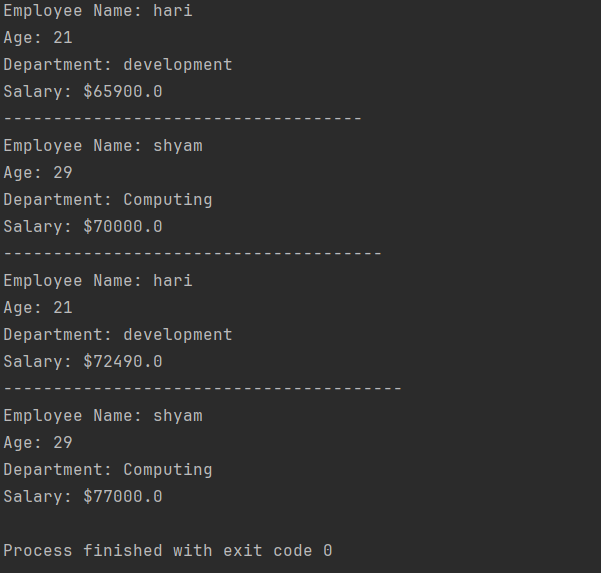 Employee Name: hari
Age: 21
Department: development
Salary: $65900.0
------------------------------------
Employee Name: shyam
Age: 29
Department: Computing
Salary: $70000.0
--------------------------------------
Employee Name: hari
Age: 21
Department: development
Salary: $72490.0
----------------------------------------
Employee Name: shyam
Age: 29
Department: Computing
Salary: $77000.0
Process finished with exit code 0